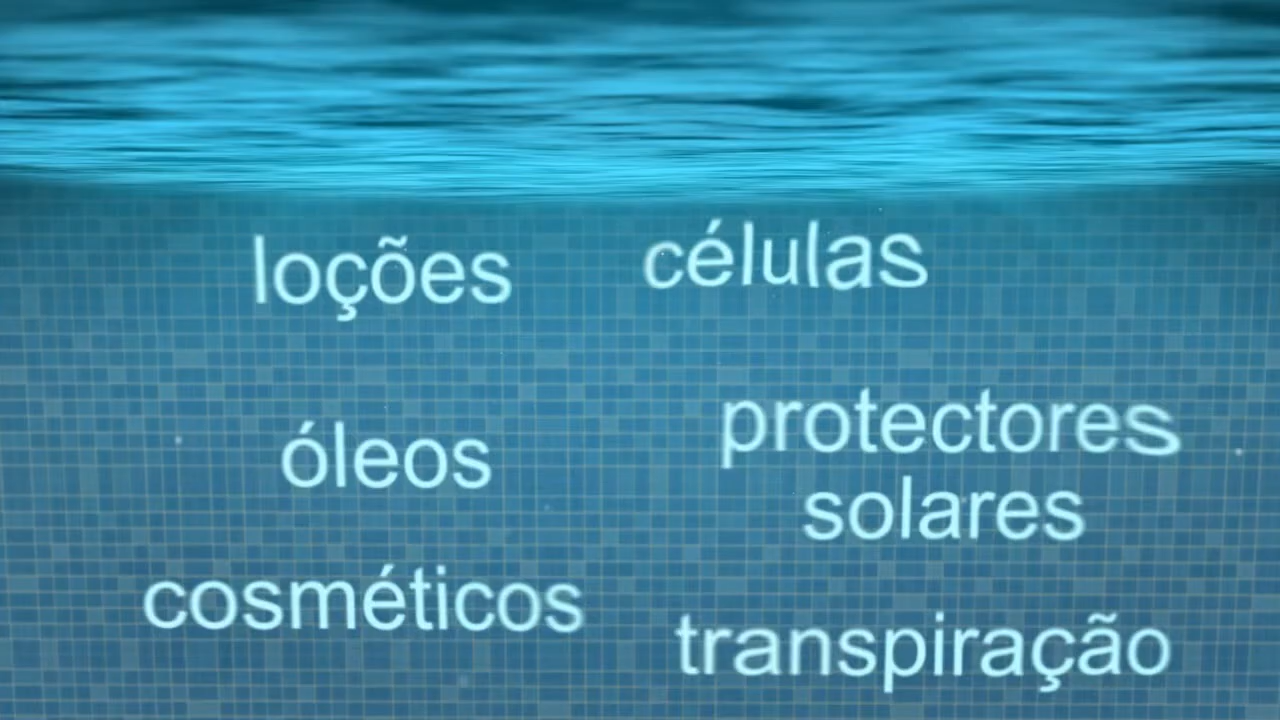 loções
células
óleos
protectores
solares
cosméticos
transpiração